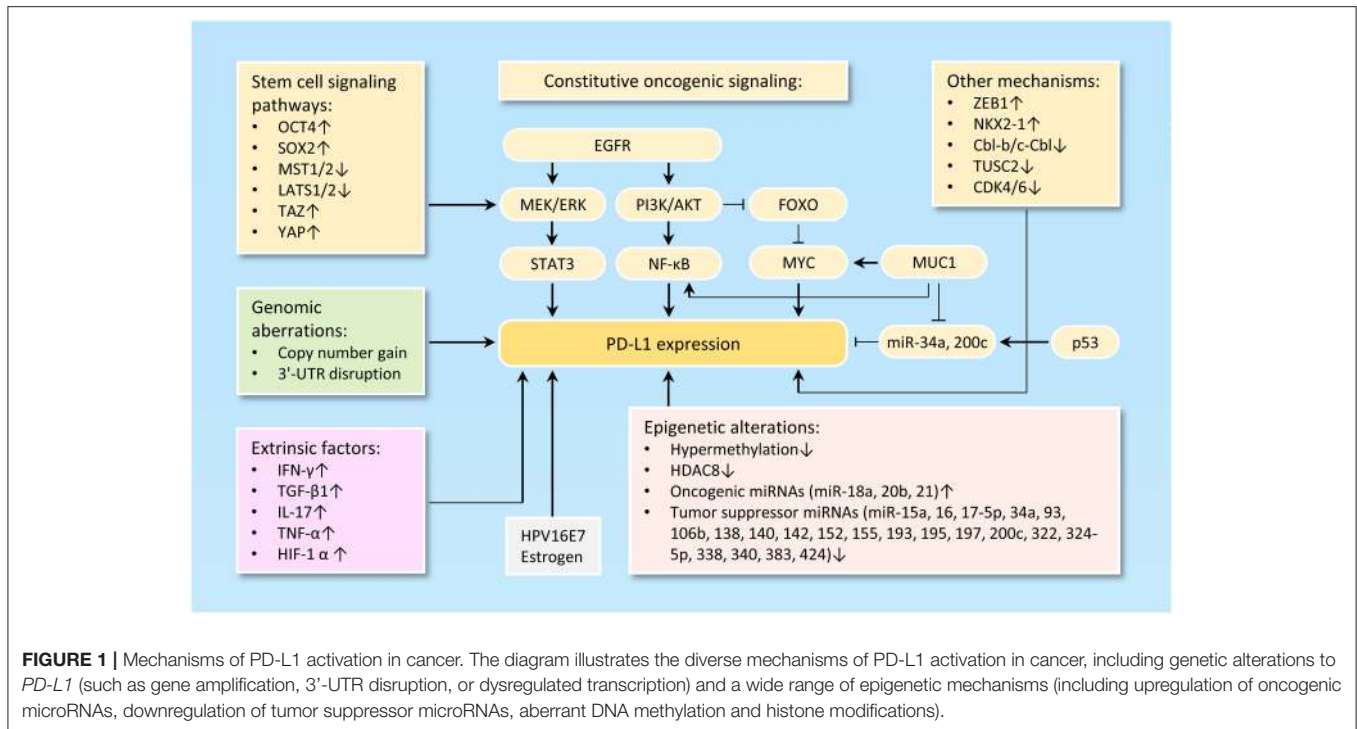 Stem cell signaling
pathways:
• OCT4↑
• SOX2↑
• MST1/2↓
• LATS1/2↓
• TAZ↑
• YAP↑
Constitutive oncogenic signaling:
EGFR
MEK/ERK
PI3K/AKT
FOXO
STAT3
NF-κB
MYC
MUC1
PD-L1 expression
miR-34a, 200c
p53
Other mechanisms:
• ZEB1↑
• NKX2-1↑
• Cbl-b/c-Cbl↓
• TUSC2↓
• CDK4/6↓
Genomic
aberrations:
• Copy number gain
• 3'-UTR disruption
Extrinsic factors:
• IFN-γ↑
• TGF-β1↑
• IL-17↑
• TNF-α↑
• HIF-1 α ↑
HPV16E7
Estrogen
Epigenetic alterations:
• Hypermethylation↓
• HDAC8↓
• Oncogenic miRNAs (miR-18a, 20b, 21)↑
• Tumor suppressor miRNAs (miR-15a, 16, 17-5p, 34a, 93,
106b, 138, 140, 142, 152, 155, 193, 195, 197, 200c, 322, 324-
5p, 338, 340, 383, 424)↓
FIGURE 1 | Mechanisms of PD-L1 activation in cancer. The diagram illustrates the diverse mechanisms of PD-L1 activation in cancer, including genetic alterations to
PD-L1 (such as gene amplification, 3'-UTR disruption, or dysregulated transcription) and a wide range of epigenetic mechanisms (including upregulation of oncogenic
microRNAs, downregulation of tumor suppressor microRNAs, aberrant DNA methylation and histone modifications).